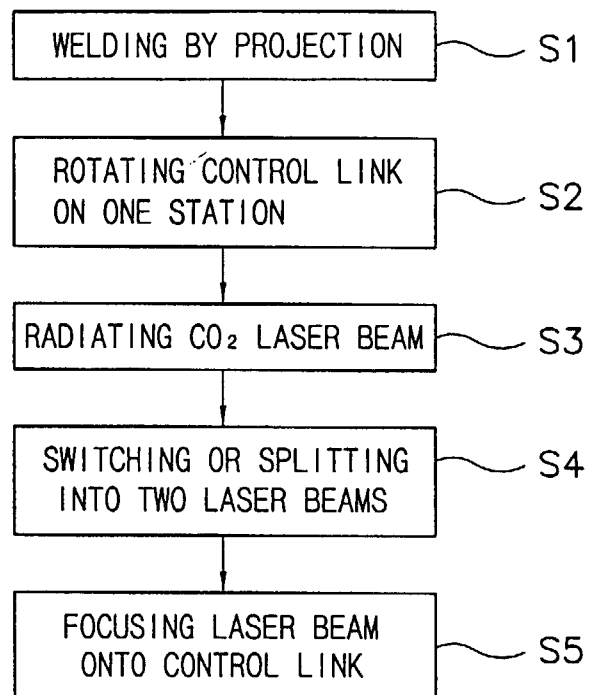 WELDING BY PROJECTION S1
ROTATING CONTROL LINK
ON ONE STATION
S2
RADIATING CO₂ LASER BEAM S3
SWITCHING OR SPLITTING
INTO TWO LASER BEAMS
S4
FOCUSING LASER BEAM
ONTO CONTROL LINK
S5